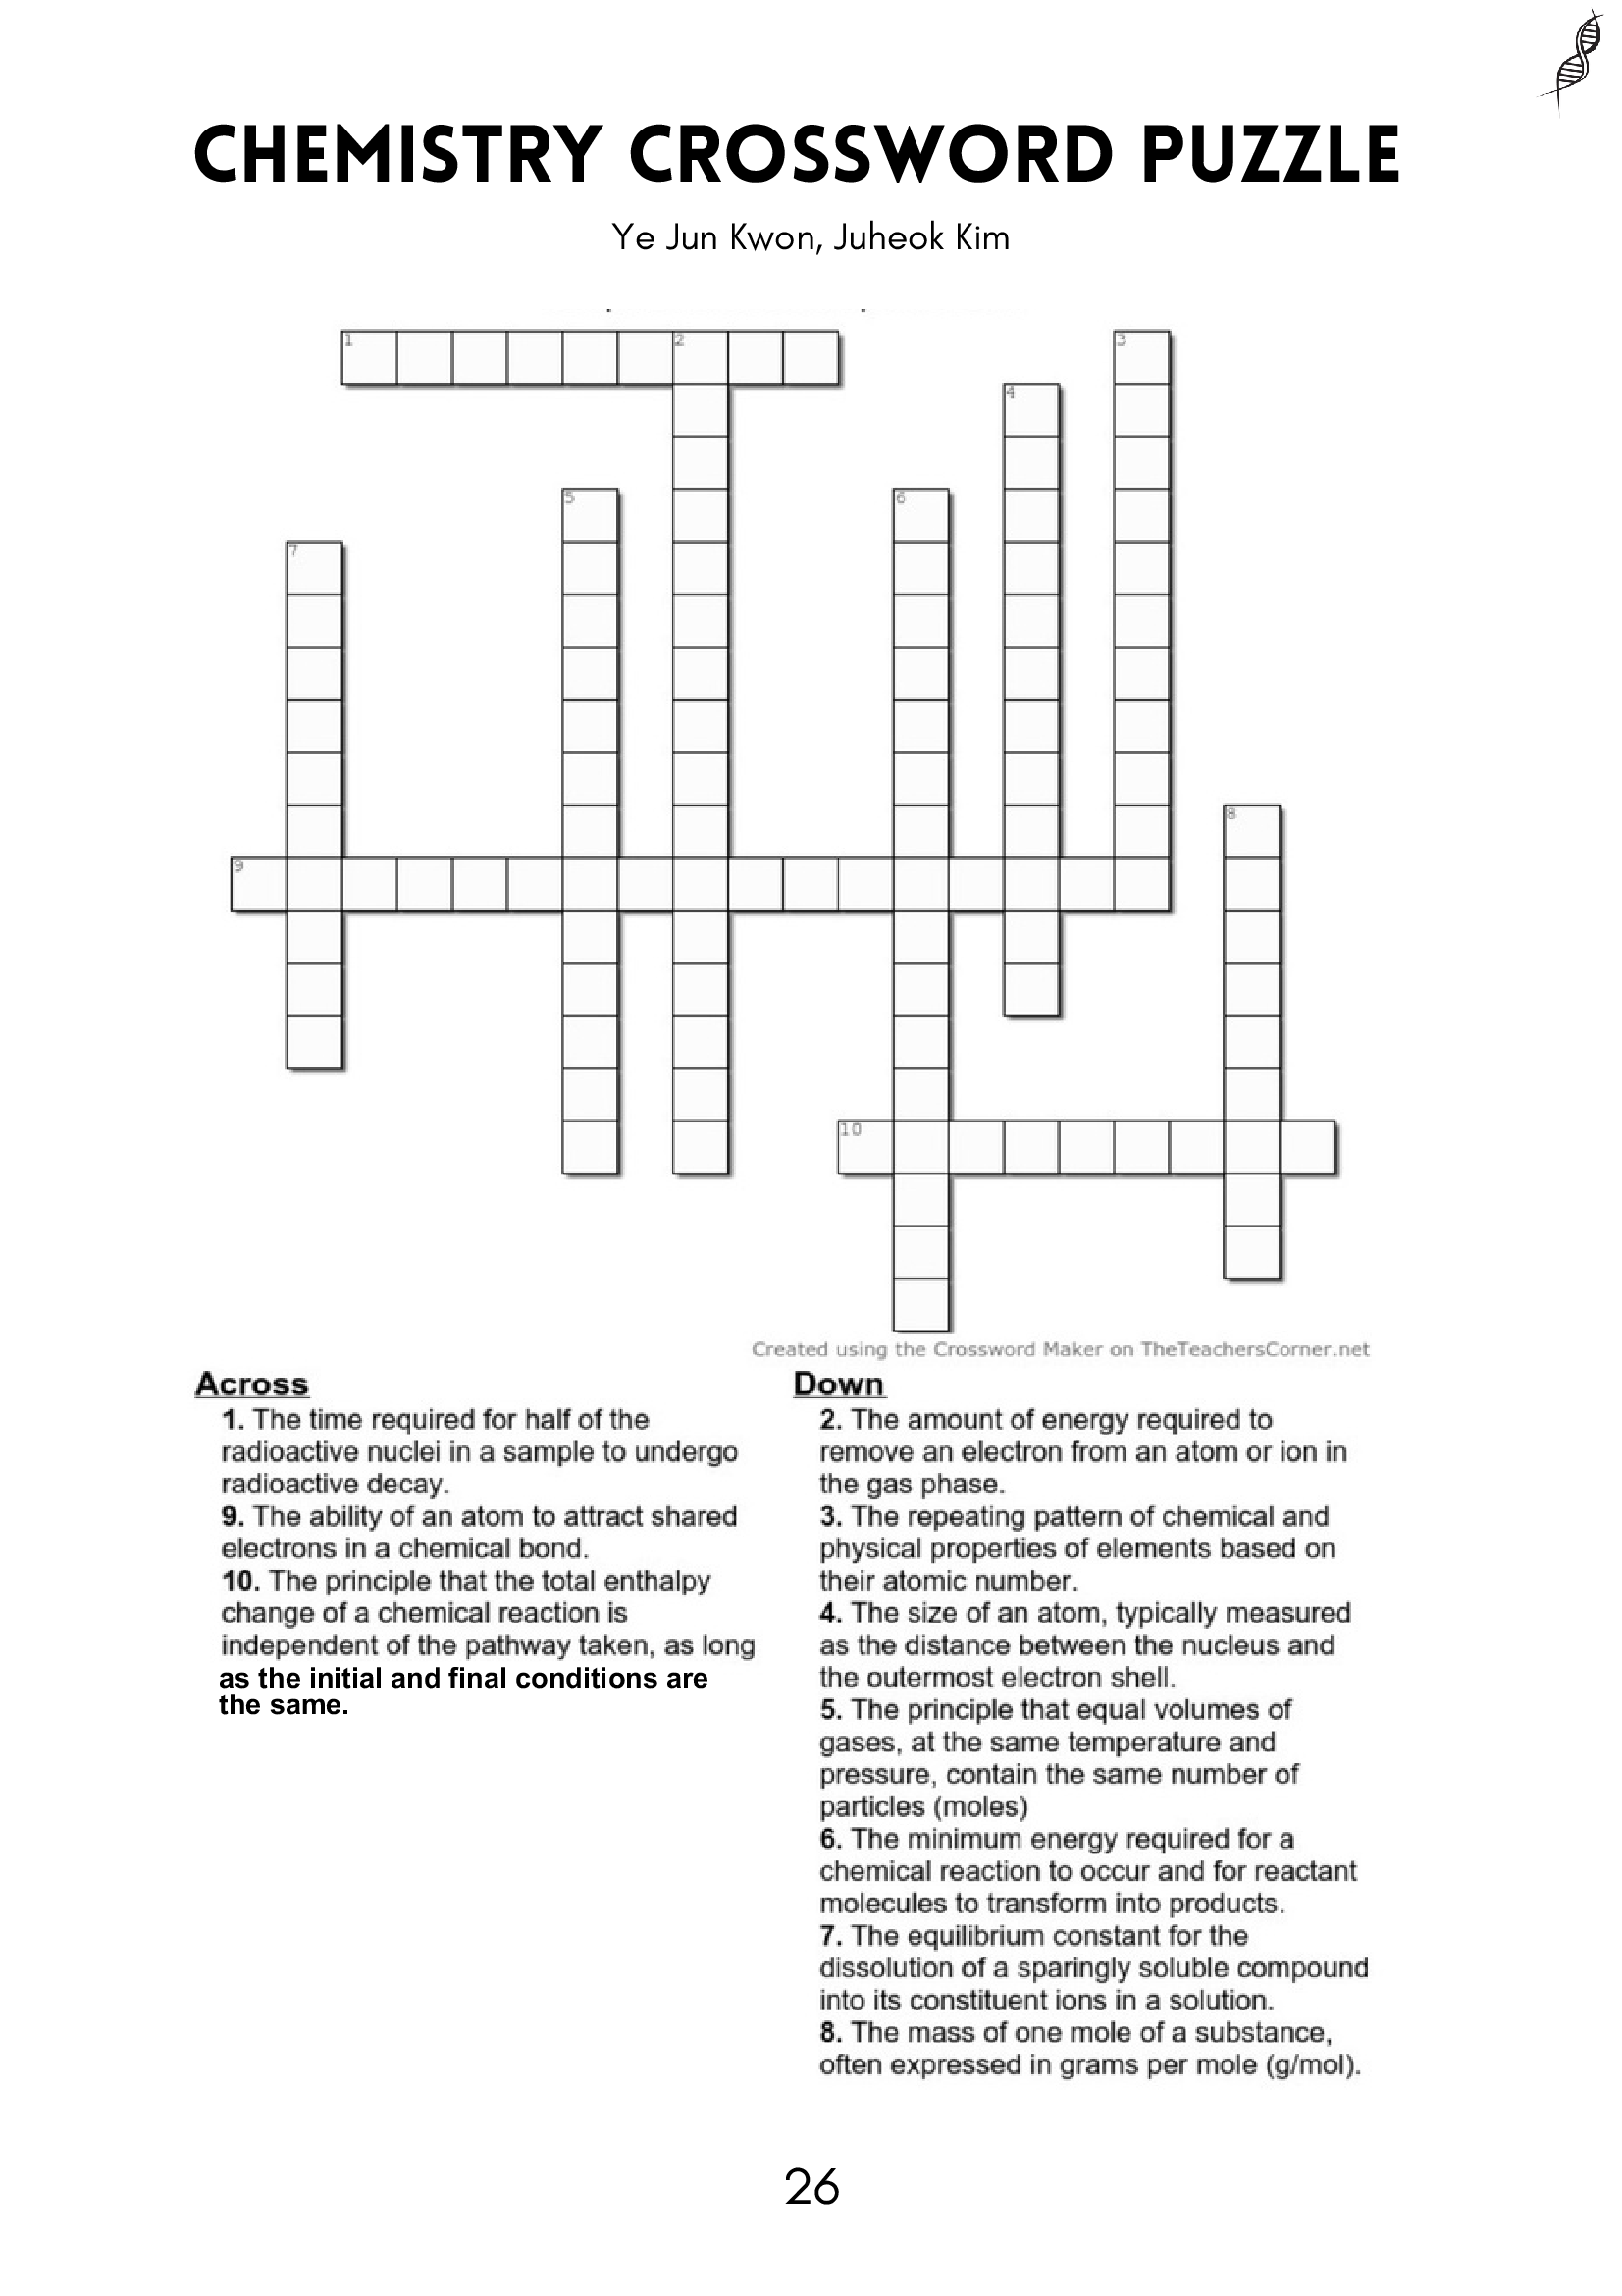 CHEMISTRY CROSSWORD PUZZLE
Ye Jun Kwon, Juheok Kim
1
2
3
4
5
6
7
8
9
10
Created using the Crossword Maker on TheTeachersCorner.net
Across
1. The time required for half of the
radioactive nuclei in a sample to undergo
radioactive decay.
9. The ability of an atom to attract shared
electrons in a chemical bond.
10. The principle that the total enthalpy
change of a chemical reaction is
independent of the pathway taken, as long
as the initial and final conditions are
the same.
Down
2. The amount of energy required to
remove an electron from an atom or ion in
the gas phase.
3. The repeating pattern of chemical and
physical properties of elements based on
their atomic number.
4. The size of an atom, typically measured
as the distance between the nucleus and
the outermost electron shell.
5. The principle that equal volumes of
gases, at the same temperature and
pressure, contain the same number of
particles (moles)
6. The minimum energy required for a
chemical reaction to occur and for reactant
molecules to transform into products.
7. The equilibrium constant for the
dissolution of a sparingly soluble compound
into its constituent ions in a solution.
8. The mass of one mole of a substance,
often expressed in grams per mole (g/mol).
26